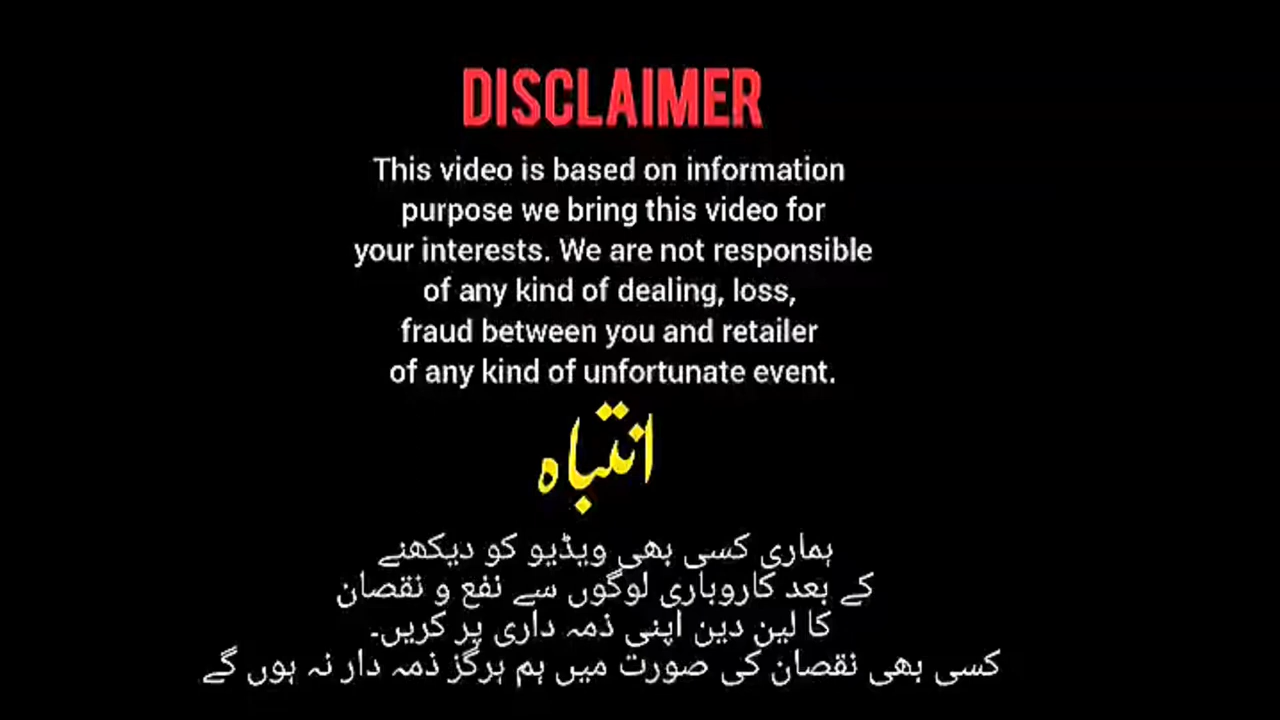 DISCLAIMER
This video is based on information
purpose we bring this video for
your interests. We are not responsible
of any kind of dealing, loss,
fraud between you and retailer
of any kind of unfortunate event.
انتباہ
ہماری کسی بھی ویڈیو کو دیکھنے
کے بعد کاروباری لوگوں سے نفع و نقصان
کا لین دین اپنی ذمہ داری پر کریں۔
کسی بھی نقصان کی صورت میں ہم ہرگز ذمہ دار نہ ہوں گے